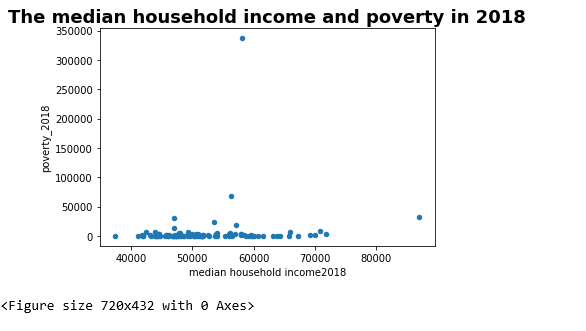 The median household income and poverty in 2018
350000
300000
250000
200000
150000
100000
50000
0
poverty_2018
40000 50000 60000 70000 80000
median household income2018
<Figure size 720x432 with 0 Axes>